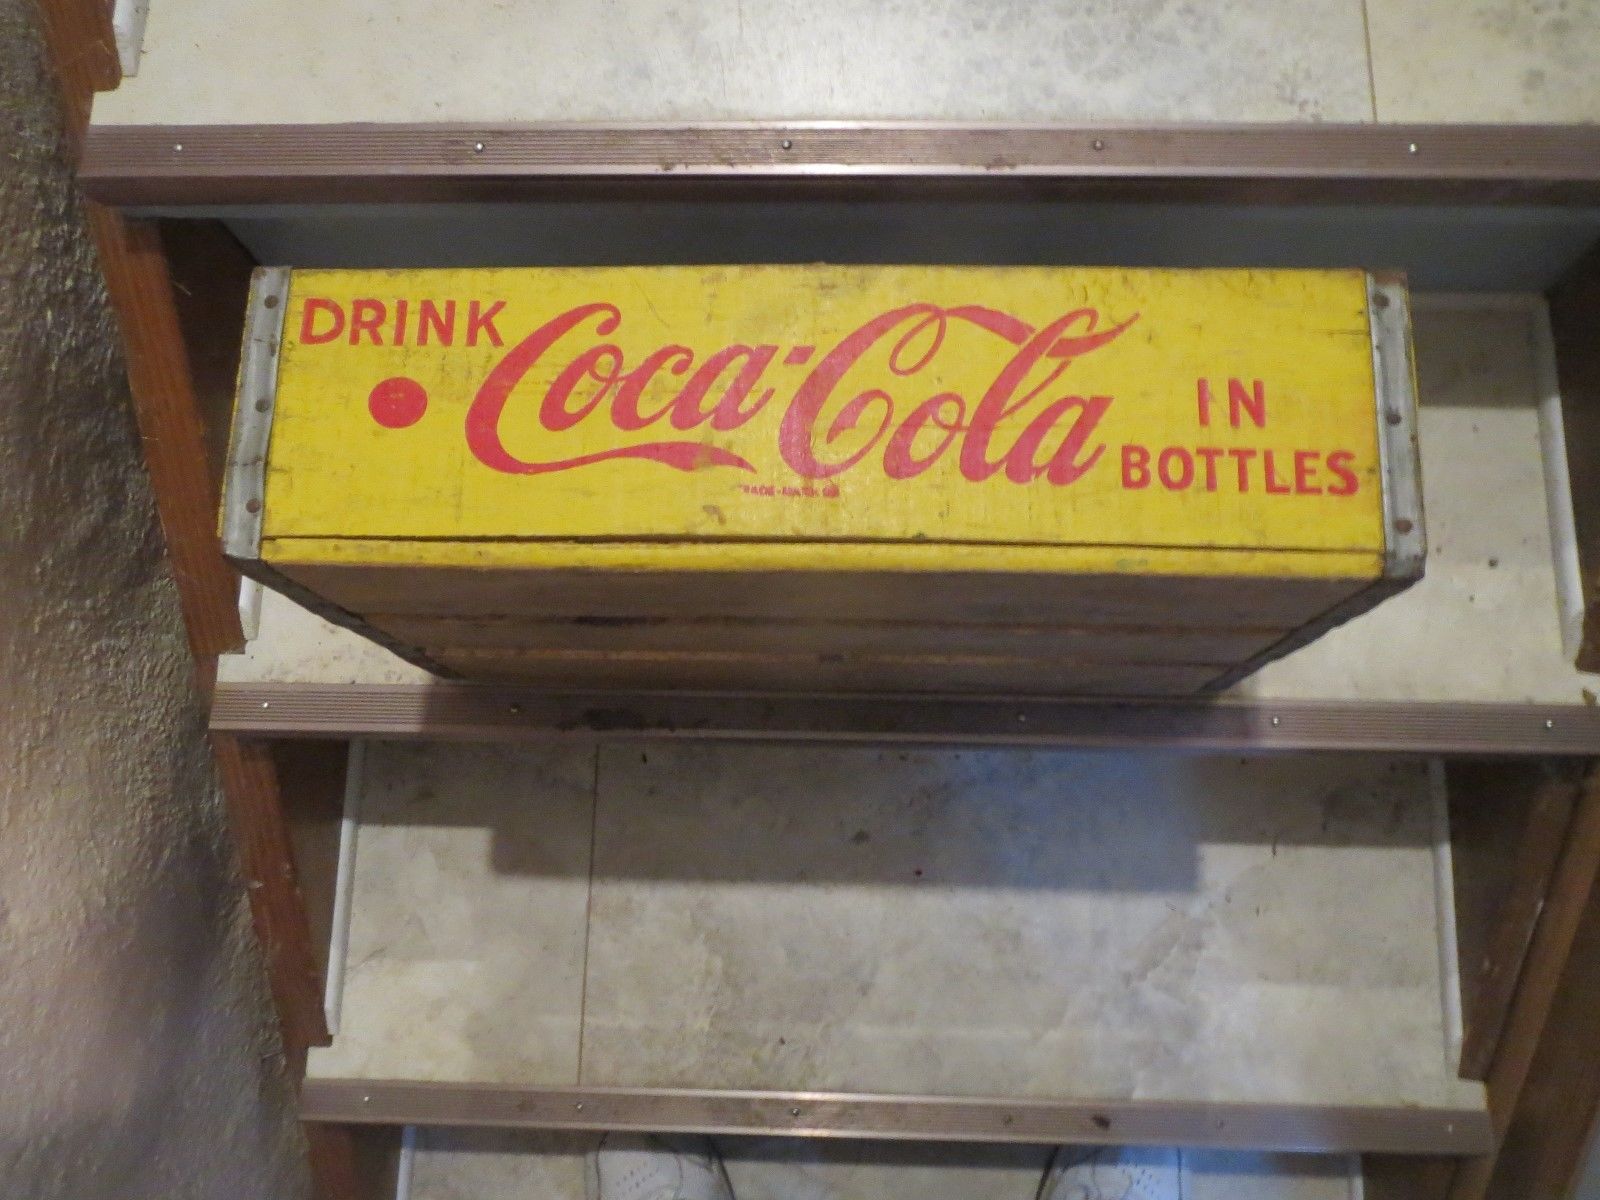 DRINK Coca-Cola IN
BOTTLES